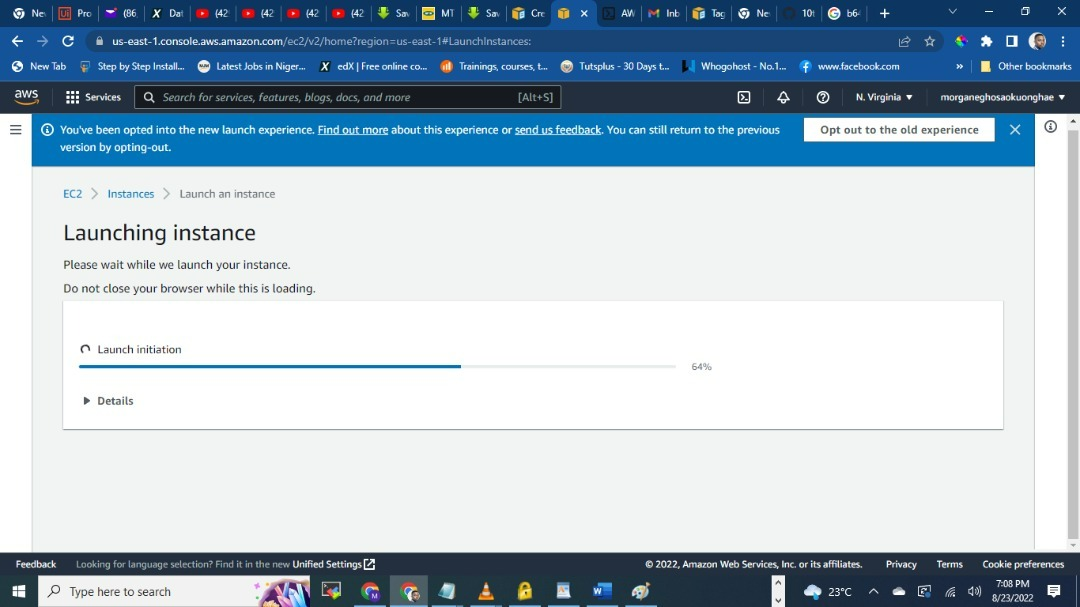 Ne
Pro
(86
Dat
(42
(42
(42
(42
Sav
MT
Sav
Cre
AW
Inb
Tag
Ne
10
b6
us-east-1.console.aws.amazon.com/ec2/v2/home?region=us-east-1#LaunchInstances:
New Tab
Step by Step Install...
Latest Jobs in Niger...
edX | Free online co...
Trainings, courses, t...
Tutsplus - 30 Days t...
Whogohost - No.1...
www.facebook.com
»
Other bookmarks
aws
Services
Search for services, features, blogs, docs, and more
[Alt+S]
N. Virginia
morganeghosaokuonghae
You've been opted into the new launch experience. Find out more about this experience or send us feedback. You can still return to the previous
version by opting-out.
Opt out to the old experience
EC2 > Instances > Launch an instance
Launching instance
Please wait while we launch your instance.
Do not close your browser while this is loading.
Launch initiation
64%
Details
Feedback
Looking for language selection? Find it in the new Unified Settings
© 2022, Amazon Web Services, Inc. or its affiliates.
Privacy
Terms
Cookie preferences
Type here to search
23°C
7:08 PM
8/23/2022